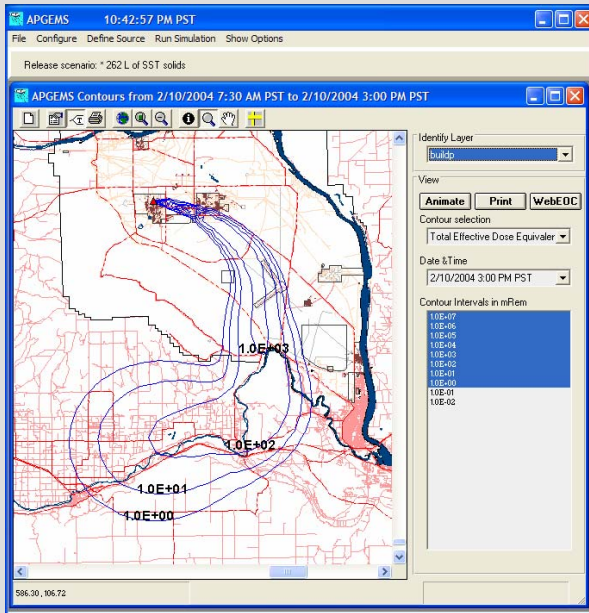 APGEMS 10:42:57 PM PST
File Configure Define Source Run Simulation Show Options
Release scenario: * 262 L of SST solids
APGEMS Contours from 2/10/2004 7:30 AM PST to 2/10/2004 3:00 PM PST
Identify Layer
buildp
View
Animate Print WebEOC
Contour selection
Total Effective Dose Equivaler
Date &Time
2/10/2004 3:00 PM PST
Contour Intervals in mRem
1.0E+07
1.0E+06
1.0E+05
1.0E+04
1.0E+03
1.0E+02
1.0E+01
1.0E+00
1.0E-01
1.0E-02
1.0E+03
1.0E+02
1.0E+01
1.0E+00
586.30, 106.72